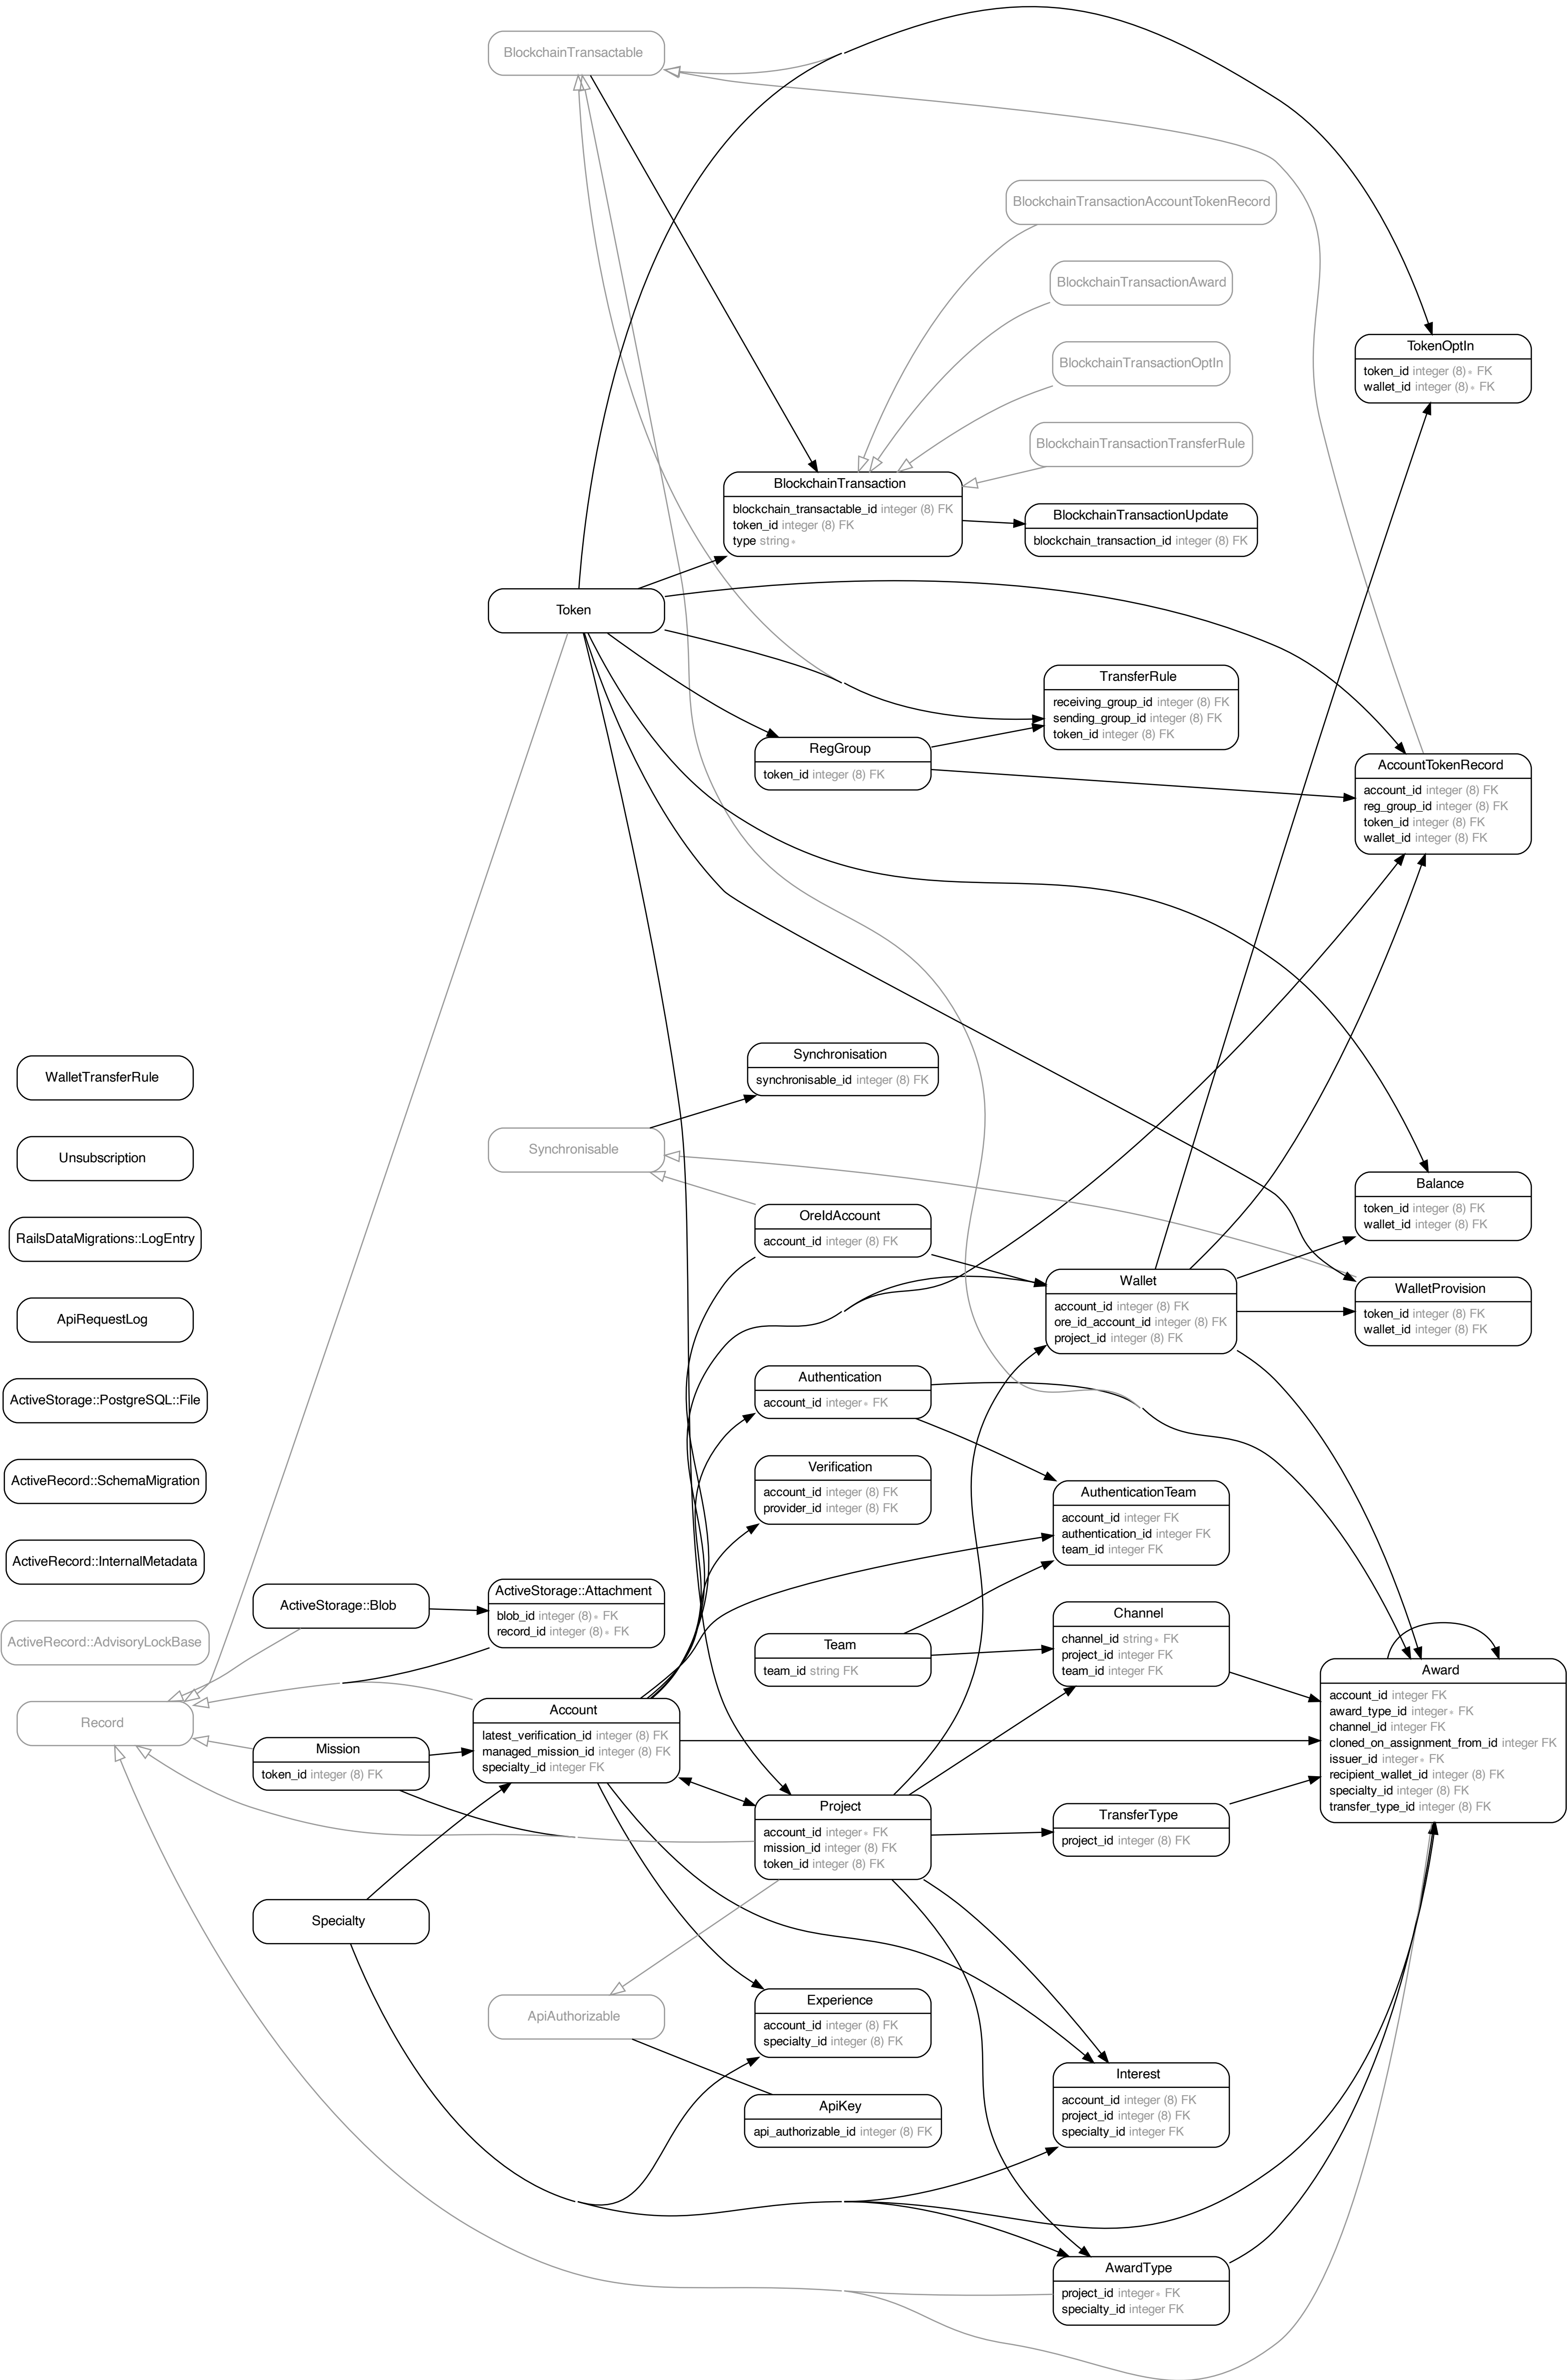 BlockchainTransactable
BlockchainTransactionAccountTokenRecord
BlockchainTransactionAward
BlockchainTransactionOptIn
TokenOptIn
token_id integer (8)∗ FK
wallet_id integer (8)∗ FK
BlockchainTransactionTransferRule
BlockchainTransaction
blockchain_transactable_id integer (8) FK
token_id integer (8) FK
type string∗
BlockchainTransactionUpdate
blockchain_transaction_id integer (8) FK
Token
TransferRule
receiving_group_id integer (8) FK
sending_group_id integer (8) FK
token_id integer (8) FK
RegGroup
token_id integer (8) FK
AccountTokenRecord
account_id integer (8) FK
reg_group_id integer (8) FK
token_id integer (8) FK
wallet_id integer (8) FK
Synchronisation
synchronisable_id integer (8) FK
WalletTransferRule
Synchronisable
Unsubscription
Balance
token_id integer (8) FK
wallet_id integer (8) FK
OreIdAccount
account_id integer (8) FK
RailsDataMigrations::LogEntry
Wallet
account_id integer (8) FK
ore_id_account_id integer (8) FK
project_id integer (8) FK
WalletProvision
token_id integer (8) FK
wallet_id integer (8) FK
ApiRequestLog
Authentication
account_id integer∗ FK
ActiveStorage::PostgreSQL::File
Verification
account_id integer (8) FK
provider_id integer (8) FK
ActiveRecord::SchemaMigration
AuthenticationTeam
account_id integer FK
authentication_id integer FK
team_id integer FK
ActiveRecord::InternalMetadata
ActiveStorage::Blob
ActiveStorage::Attachment
blob_id integer (8)∗ FK
record_id integer (8)∗ FK
Channel
channel_id string∗ FK
project_id integer FK
team_id integer FK
ActiveRecord::AdvisoryLockBase
Team
team_id string FK
Award
account_id integer FK
award_type_id integer∗ FK
channel_id integer FK
cloned_on_assignment_from_id integer FK
issuer_id integer∗ FK
recipient_wallet_id integer (8) FK
specialty_id integer (8) FK
transfer_type_id integer (8) FK
Record
Account
latest_verification_id integer (8) FK
managed_mission_id integer (8) FK
specialty_id integer FK
Mission
token_id integer (8) FK
Project
account_id integer∗ FK
mission_id integer (8) FK
token_id integer (8) FK
TransferType
project_id integer (8) FK
Specialty
ApiAuthorizable
Experience
account_id integer (8) FK
specialty_id integer (8) FK
Interest
account_id integer (8) FK
project_id integer (8) FK
specialty_id integer FK
ApiKey
api_authorizable_id integer (8) FK
AwardType
project_id integer∗ FK
specialty_id integer FK